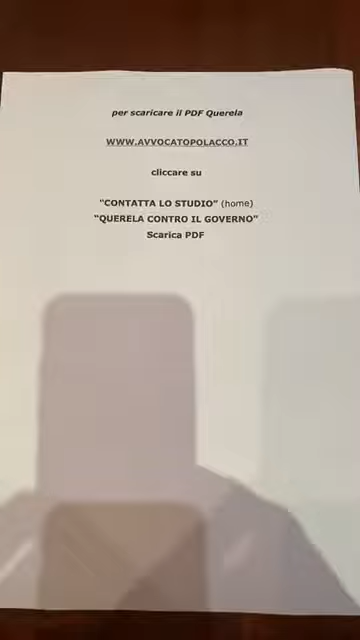 per scaricare il PDF Querela
WWW.AVVOCATOPOLACCO.IT
cliccare su
"CONTATTA LO STUDIO" (home)
"QUERELA CONTRO IL GOVERNO"
Scarica PDF